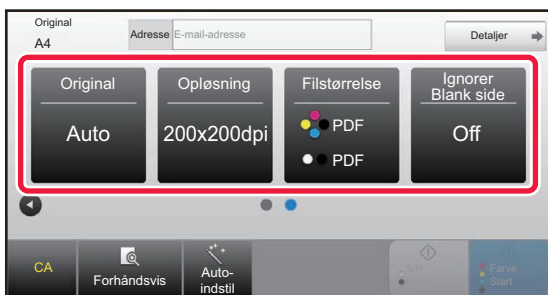 Original
A4
Adresse
E-mail-adresse
Detaljer
Original
Auto
Opløsning
200x200dpi
Filstørrelse
PDF
PDF
Ignorer
Blank side
Off
CA
Forhåndsvis
Auto-
indstil
Farve
Start